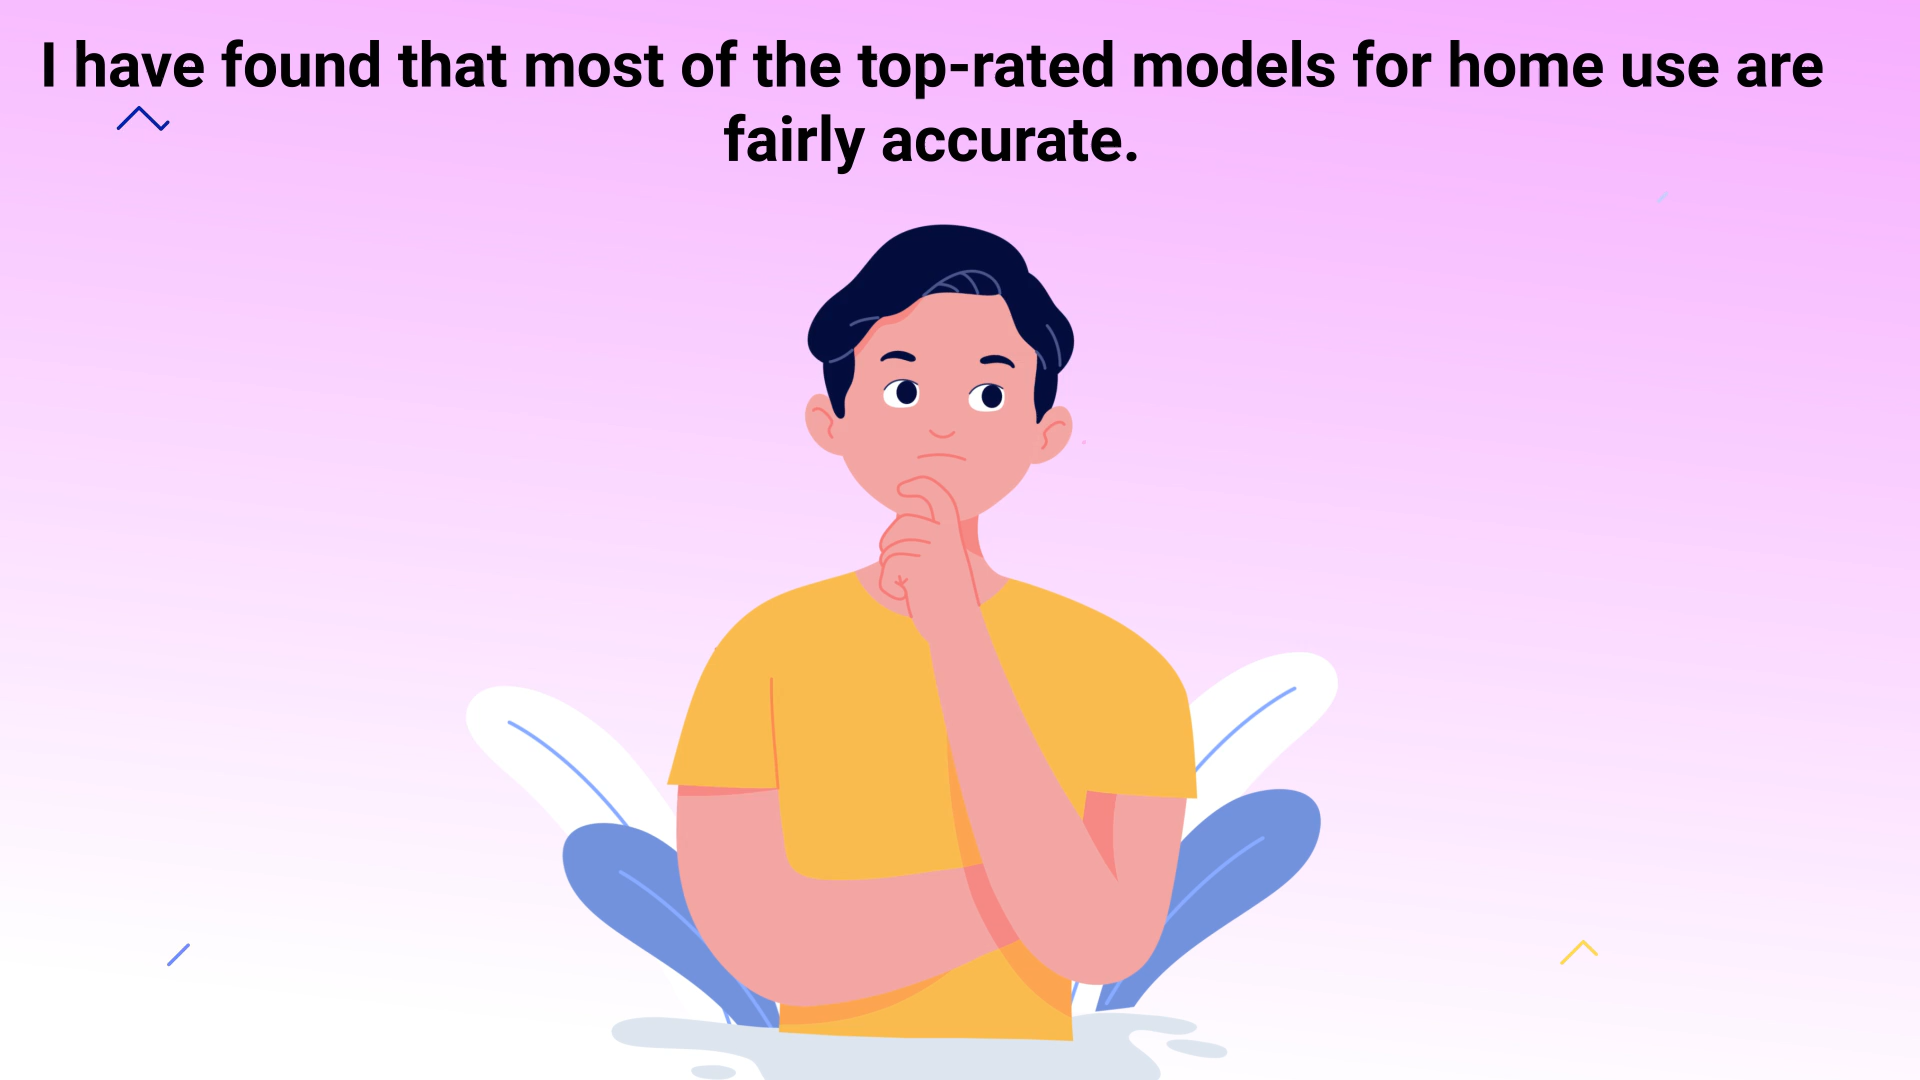 I have found that most of the top-rated models for home use are
fairly accurate.